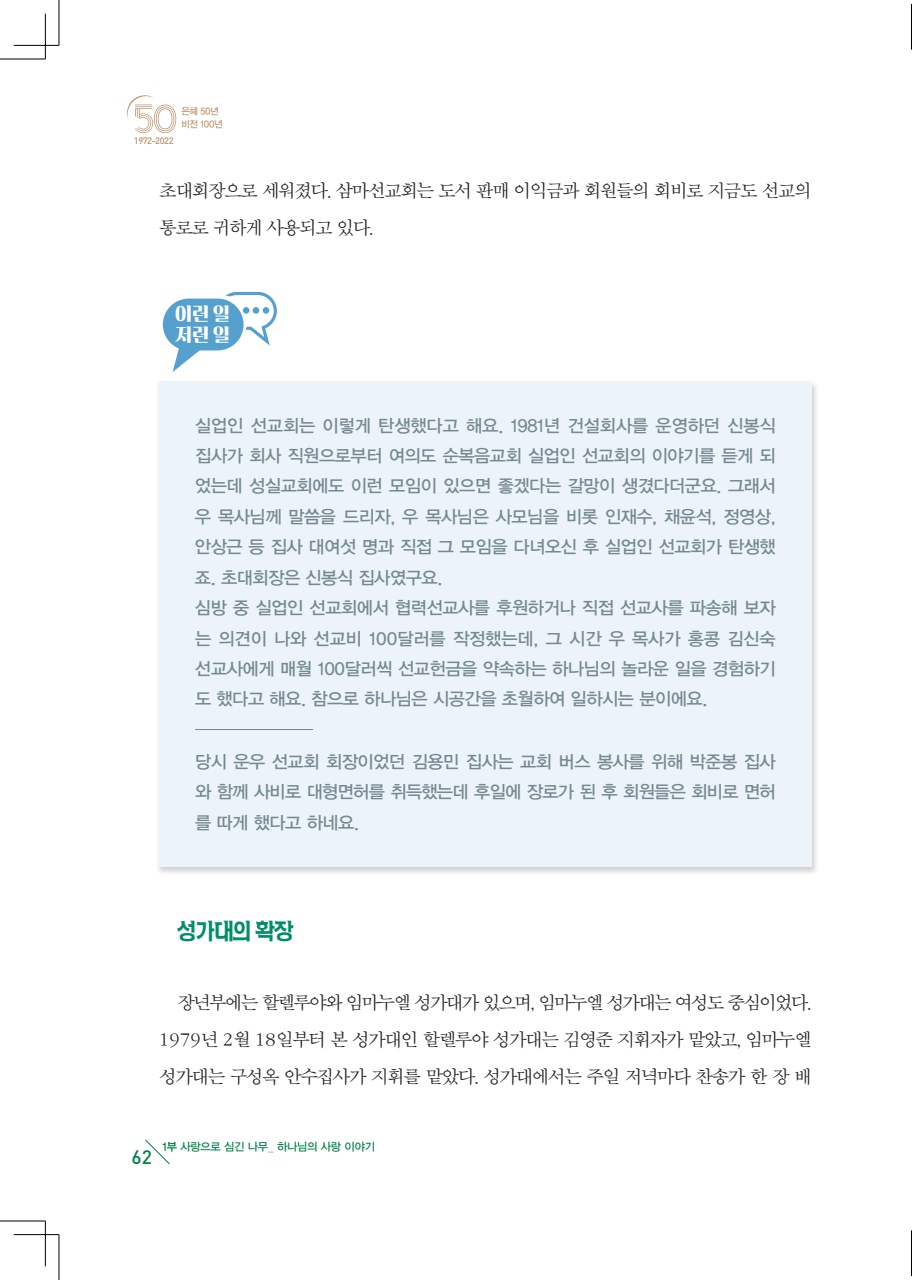 50
은혜 50년
비전 100년
1972-2022
초대회장으로 세워졌다. 삼마선교회는 도서 판매 이익금과 회원들의 회비로 지금도 선교의
통로로 귀하게 사용되고 있다.
이런 일
저런 일
실업인 선교회는 이렇게 탄생했다고 해요. 1981년 건설회사를 운영하던 신봉식
집사가 회사 직원으로부터 여의도 순복음교회 실업인 선교회의 이야기를 듣게 되
었는데 성실교회에도 이런 모임이 있으면 좋겠다는 갈망이 생겼다더군요. 그래서
우 목사님께 말씀을 드리자, 우 목사님은 사모님을 비롯 인재수, 채윤석, 정영상,
안상근 등 집사 대여섯 명과 직접 그 모임을 다녀오신 후 실업인 선교회가 탄생했
죠. 초대회장은 신봉식 집사였구요.
심방 중 실업인 선교회에서 협력선교사를 후원하거나 직접 선교사를 파송해 보자
는 의견이 나와 선교비 100달러를 작정했는데, 그 시간 우 목사가 홍콩 김신숙
선교사에게 매월 100달러씩 선교헌금을 약속하는 하나님의 놀라운 일을 경험하기
도 했다고 해요. 참으로 하나님은 시공간을 초월하여 일하시는 분이에요.
당시 운우 선교회 회장이었던 김용민 집사는 교회 버스 봉사를 위해 박준봉 집사
와 함께 사비로 대형면허를 취득했는데 후일에 장로가 된 후 회원들은 회비로 면허
를 따게 했다고 하네요.
성가대의 확장
장년부에는 할렐루야와 임마누엘 성가대가 있으며, 임마누엘 성가대는 여성도 중심이었다.
1979년 2월 18일부터 본 성가대인 할렐루야 성가대는 김영준 지휘자가 맡았고, 임마누엘
성가대는 구성옥 안수집사가 지휘를 맡았다. 성가대에서는 주일 저녁마다 찬송가 한 장 배
62 1부 사랑으로 심긴 나무_ 하나님의 사랑 이야기